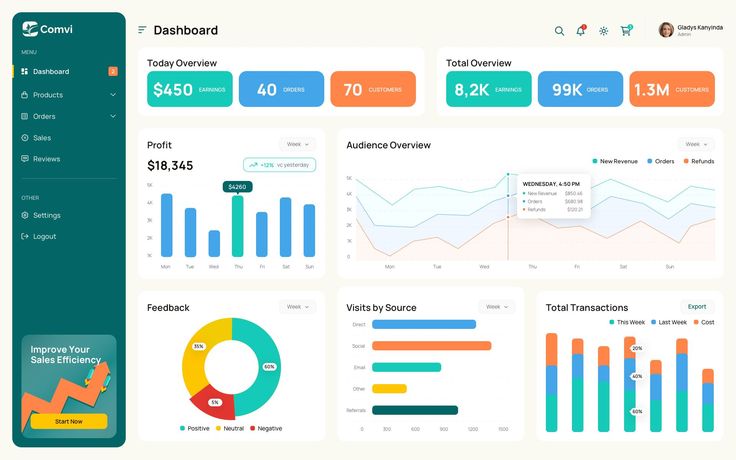 Comvi
MENU
Dashboard
Products
Orders
Sales
Reviews
OTHER
Settings
Logout
Improve Your
Sales Efficiency
Start Now
Dashboard
Gladys Kanyinda
Admin
Today Overview
$450 EARNINGS
40 ORDERS
70 CUSTOMERS
Total Overview
8,2K EARNINGS
99K ORDERS
1.3M CUSTOMERS
Profit
Week
$18,345
+12% vc yesterday
$4260
5K
4K
3K
2K
1K
Mon Tue Wed Thu Fri Sat Sun
Audience Overview
Week
New Revenue Orders Refunds
WEDNESDAY, 4:50 PM
New Revenue $850.46
Orders $680.98
Refunds $120.21
5K
4K
3K
2K
1K
0
Mon Tue Wed Thu Fri Sat Sun
Feedback
Week
35%
60%
5%
Positive Neutral Negative
Visits by Source
Week
Direct
Social
Email
Other
Referrals
0 300 600 900 1200 1500
Total Transactions
Export
This Week Last Week Cost
20%
40%
60%